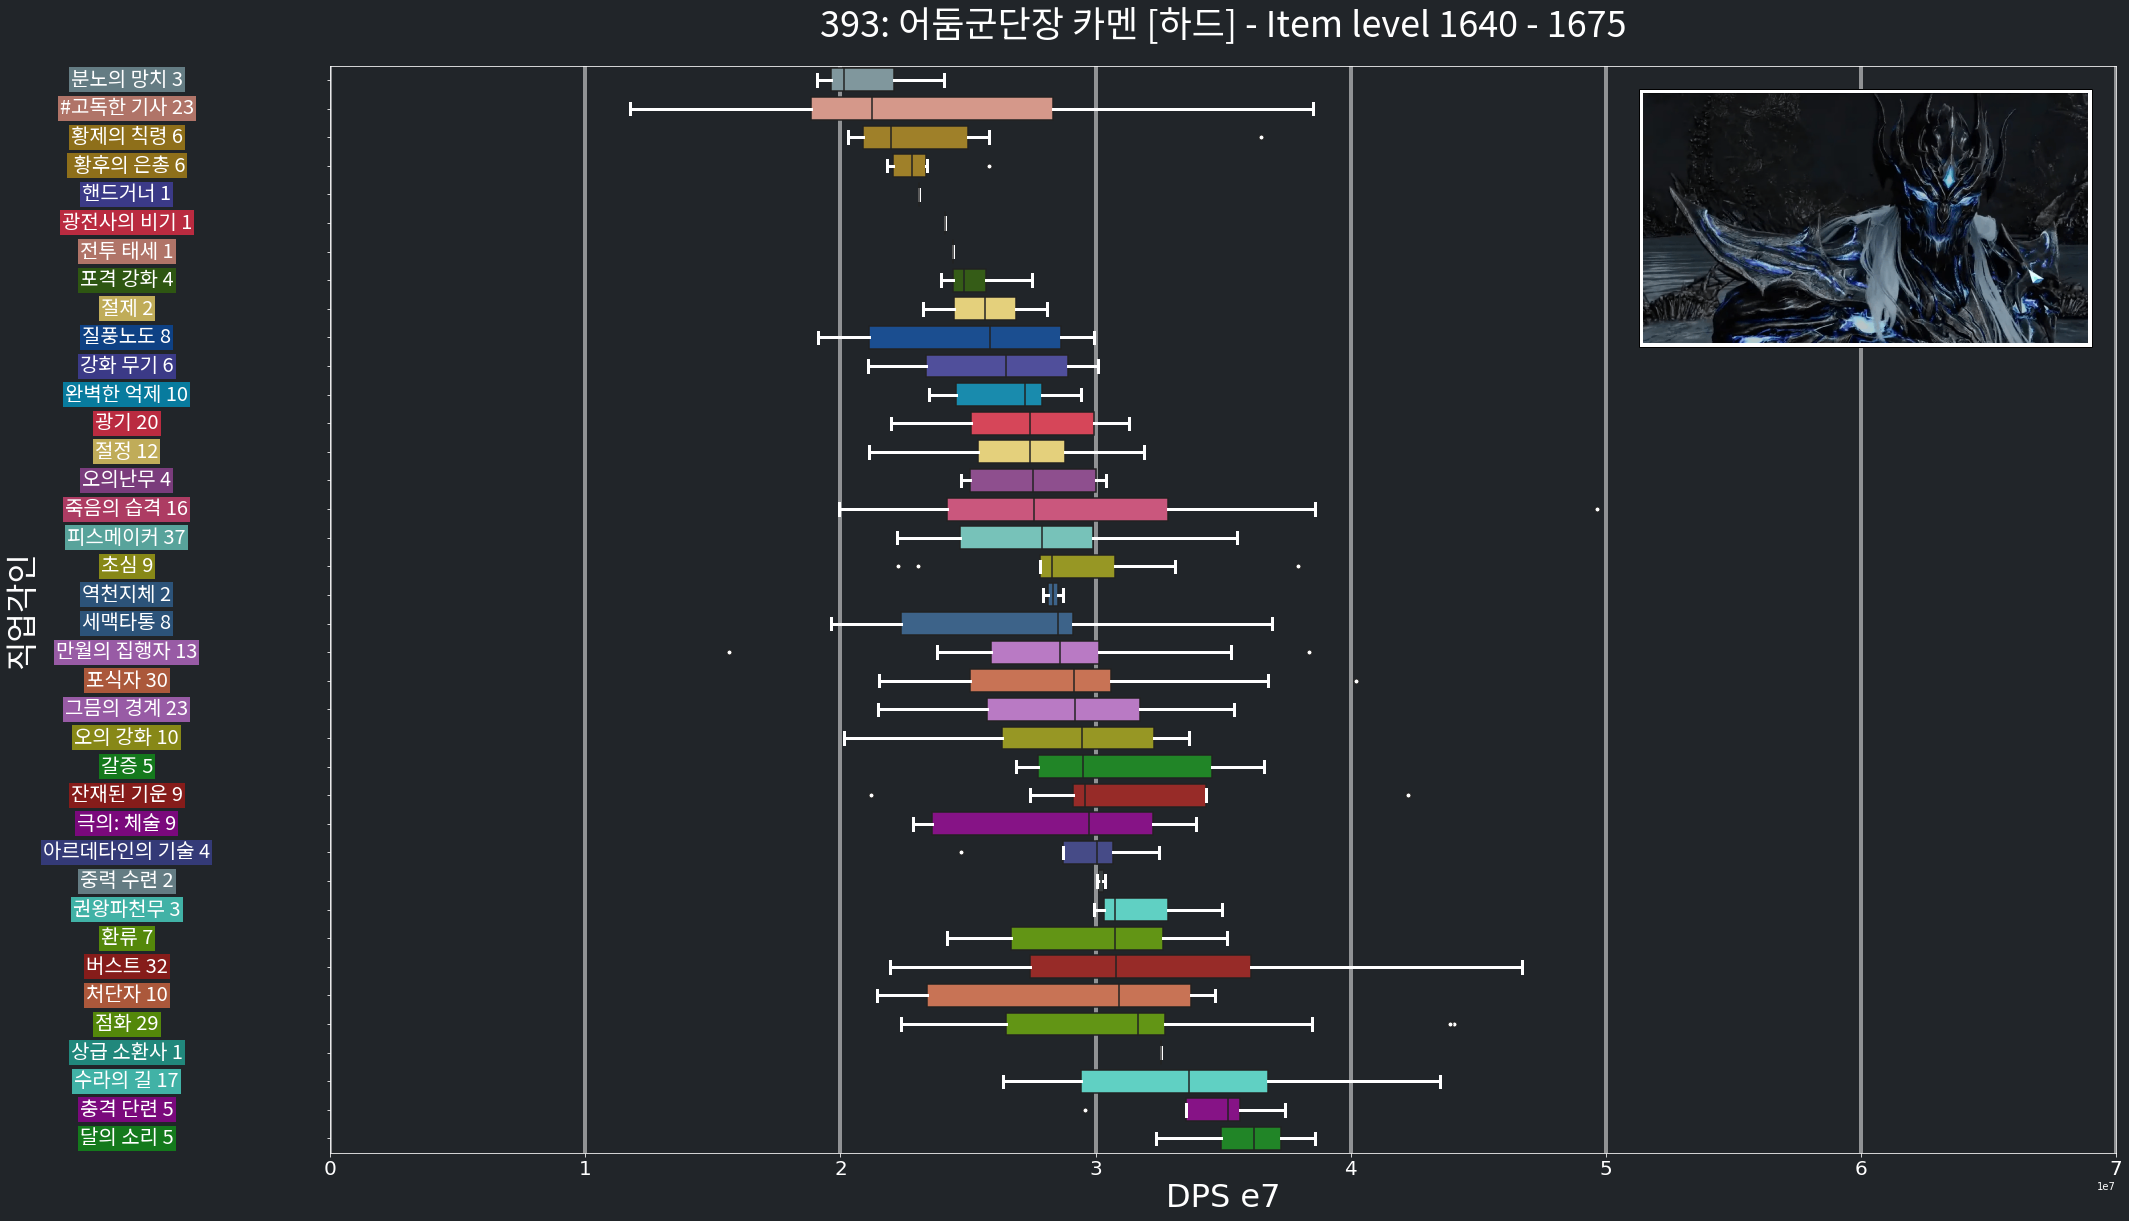 393: 어둠군단장 카멘 [하드] - Item level 1640 - 1675
직업각인
분노의 망치 3
#고독한 기사 23
황제의 칙령 6
황후의 은총 6
핸드거너 1
광전사의 비기 1
전투 태세 1
포격 강화 4
절제 2
질풍노도 8
강화 무기 6
완벽한 억제 10
광기 20
절정 12
오의난무 4
죽음의 습격 16
피스메이커 37
초심 9
역천지체 2
세맥타통 8
만월의 집행자 13
포식자 30
그믐의 경계 23
오의 강화 10
갈증 5
잔재된 기운 9
극의: 체술 9
아르데타인의 기술 4
중력 수련 2
권왕파천무 3
환류 7
버스트 32
처단자 10
점화 29
상급 소환사 1
수라의 길 17
충격 단련 5
달의 소리 5
0 1 2 3 4 5 6 7
1e7
DPS e7